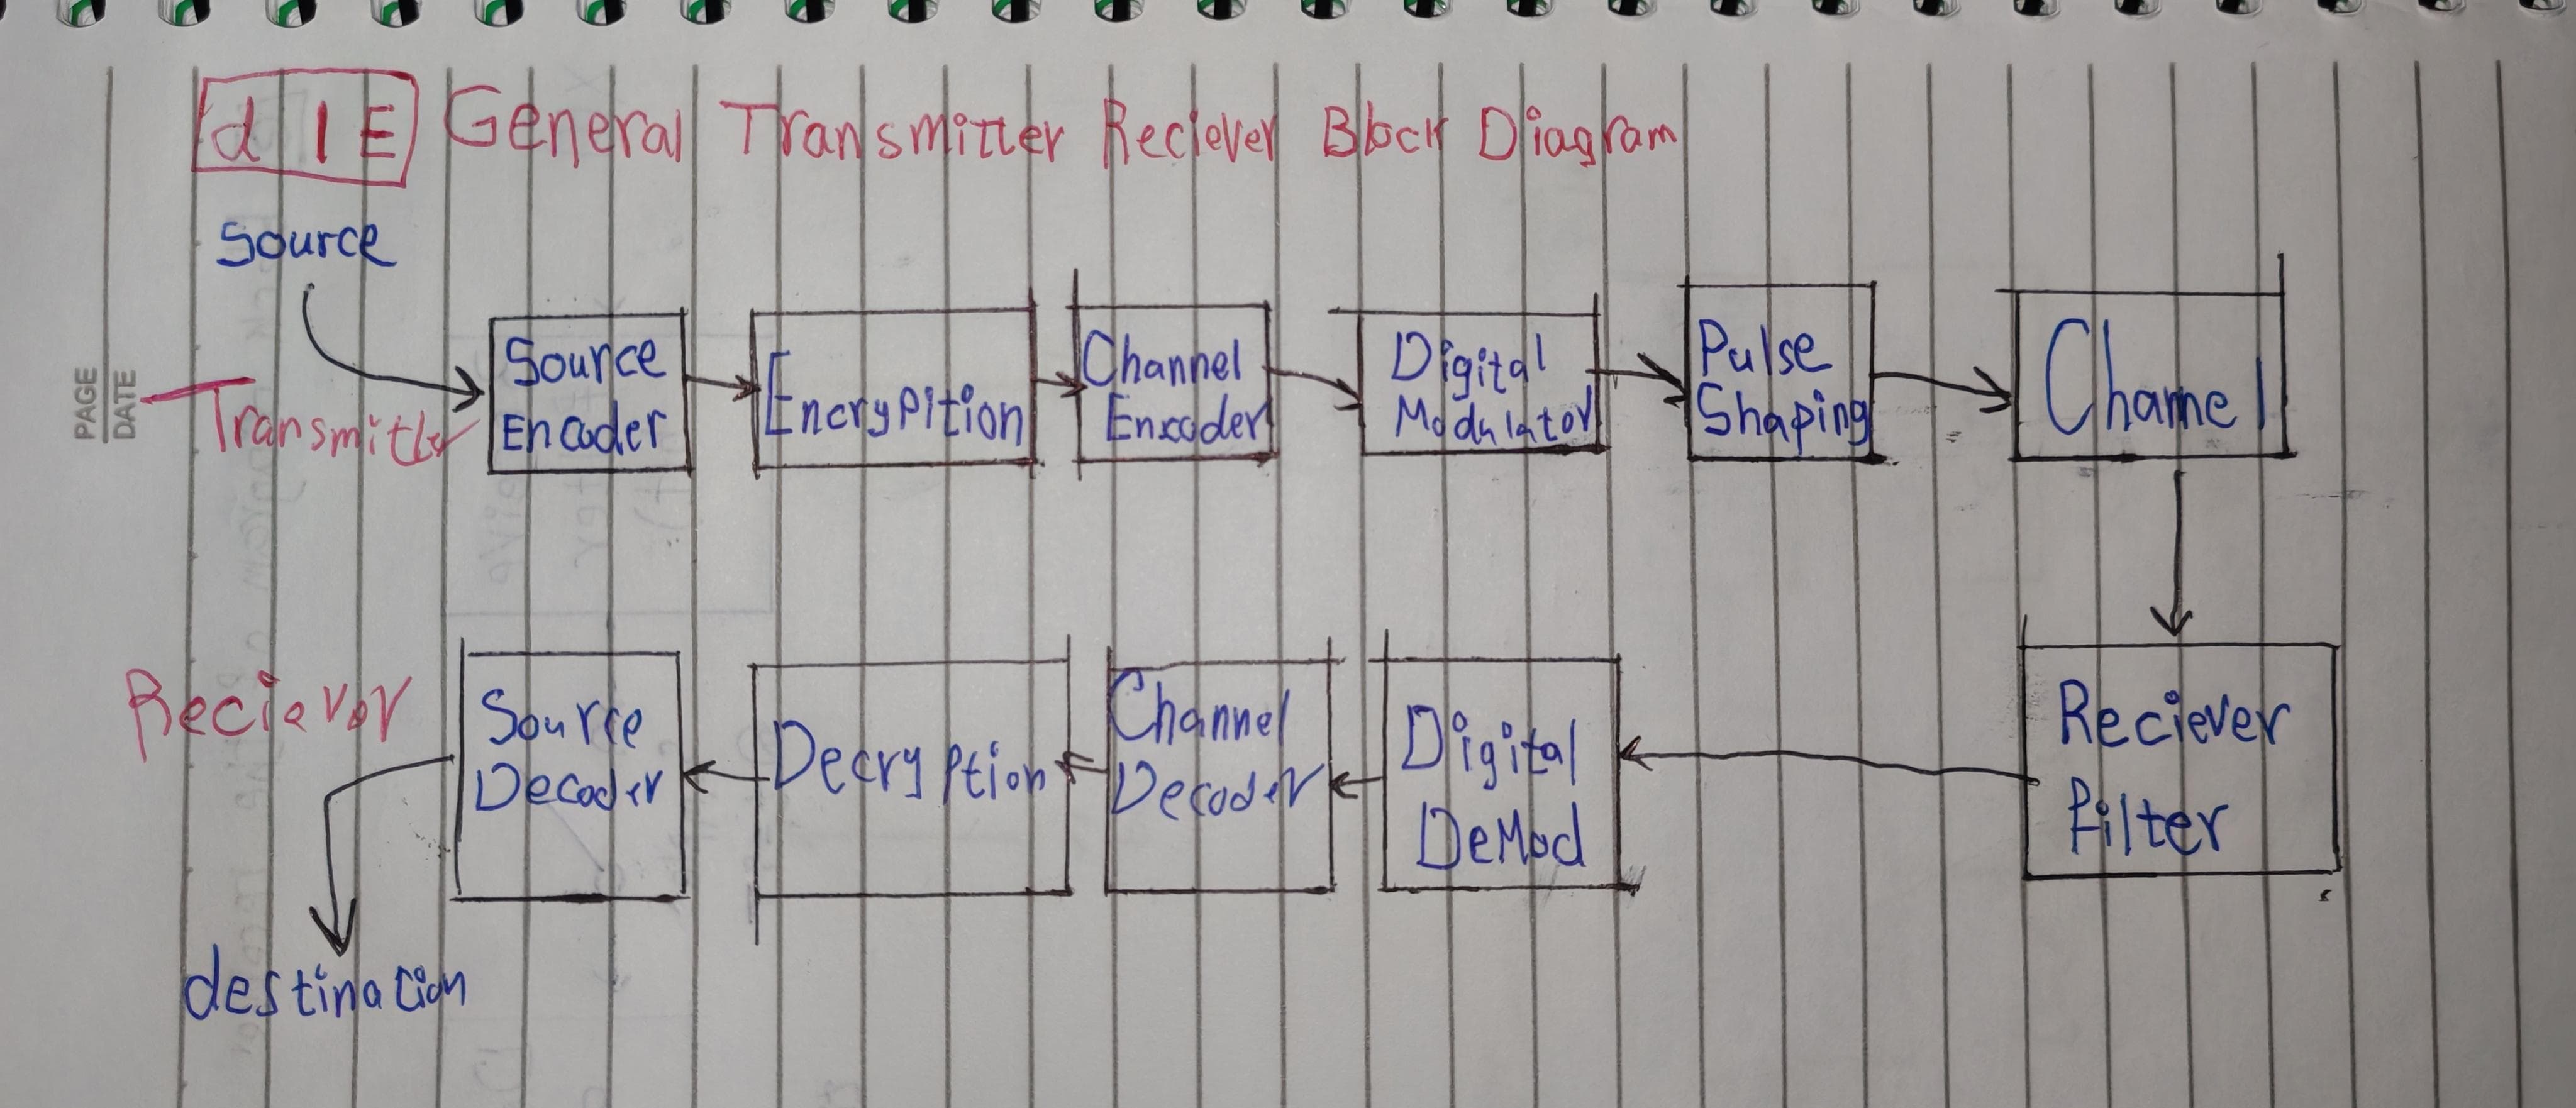 d 1 E General Transmitter Reciever Block Diagram
Source
PAGE
DATE
Transmitter
Source
Encoder
Encrypition
Channel
Encoder
Digital
Modulator
Pulse
Shaping
Channel
Reciever
Source
Decoder
Decryption
Channel
Decoder
Digital
DeMod
Reciever
Filter
destination